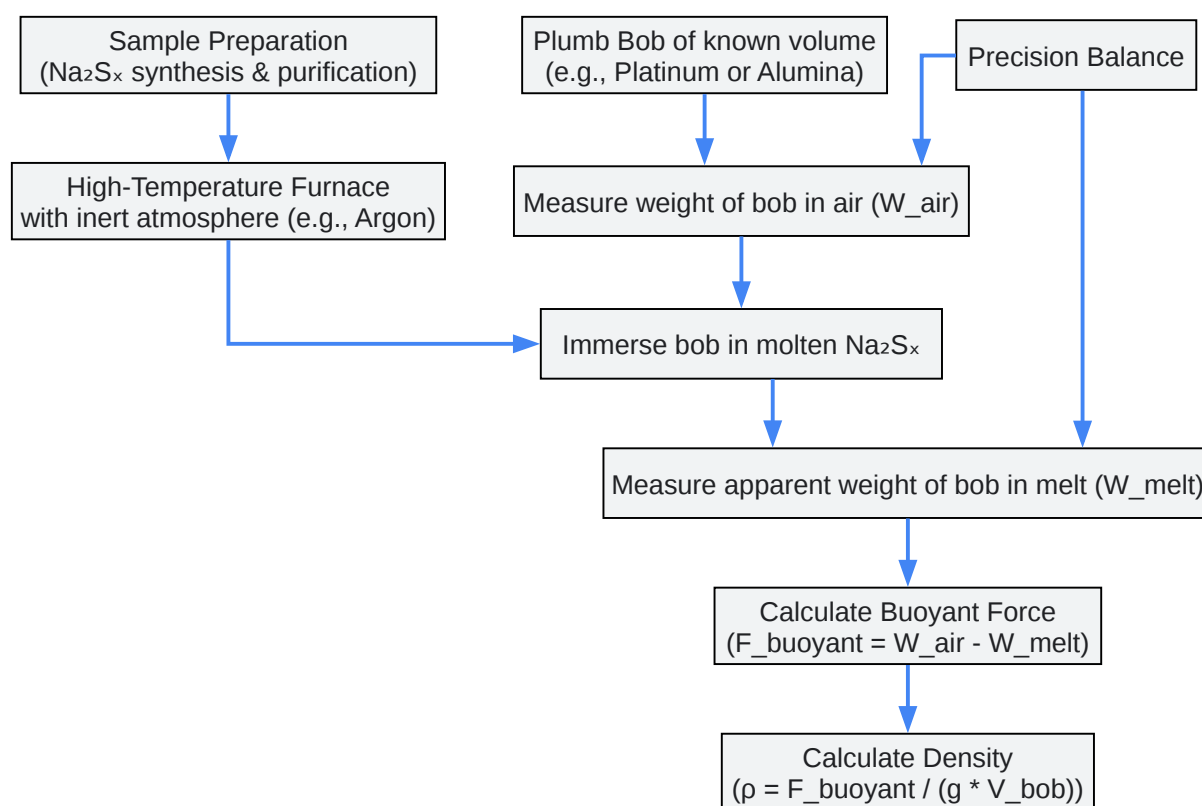 Sample Preparation
(Na₂Sₓ synthesis & purification)
Plumb Bob of known volume
(e.g., Platinum or Alumina)
Precision Balance
High-Temperature Furnace
with inert atmosphere (e.g., Argon)
Measure weight of bob in air (W_air)
Immerse bob in molten Na₂Sₓ
Measure apparent weight of bob in melt (W_melt)
Calculate Buoyant Force
(F_buoyant = W_air - W_melt)
Calculate Density
(ρ = F_buoyant / (g * V_bob))